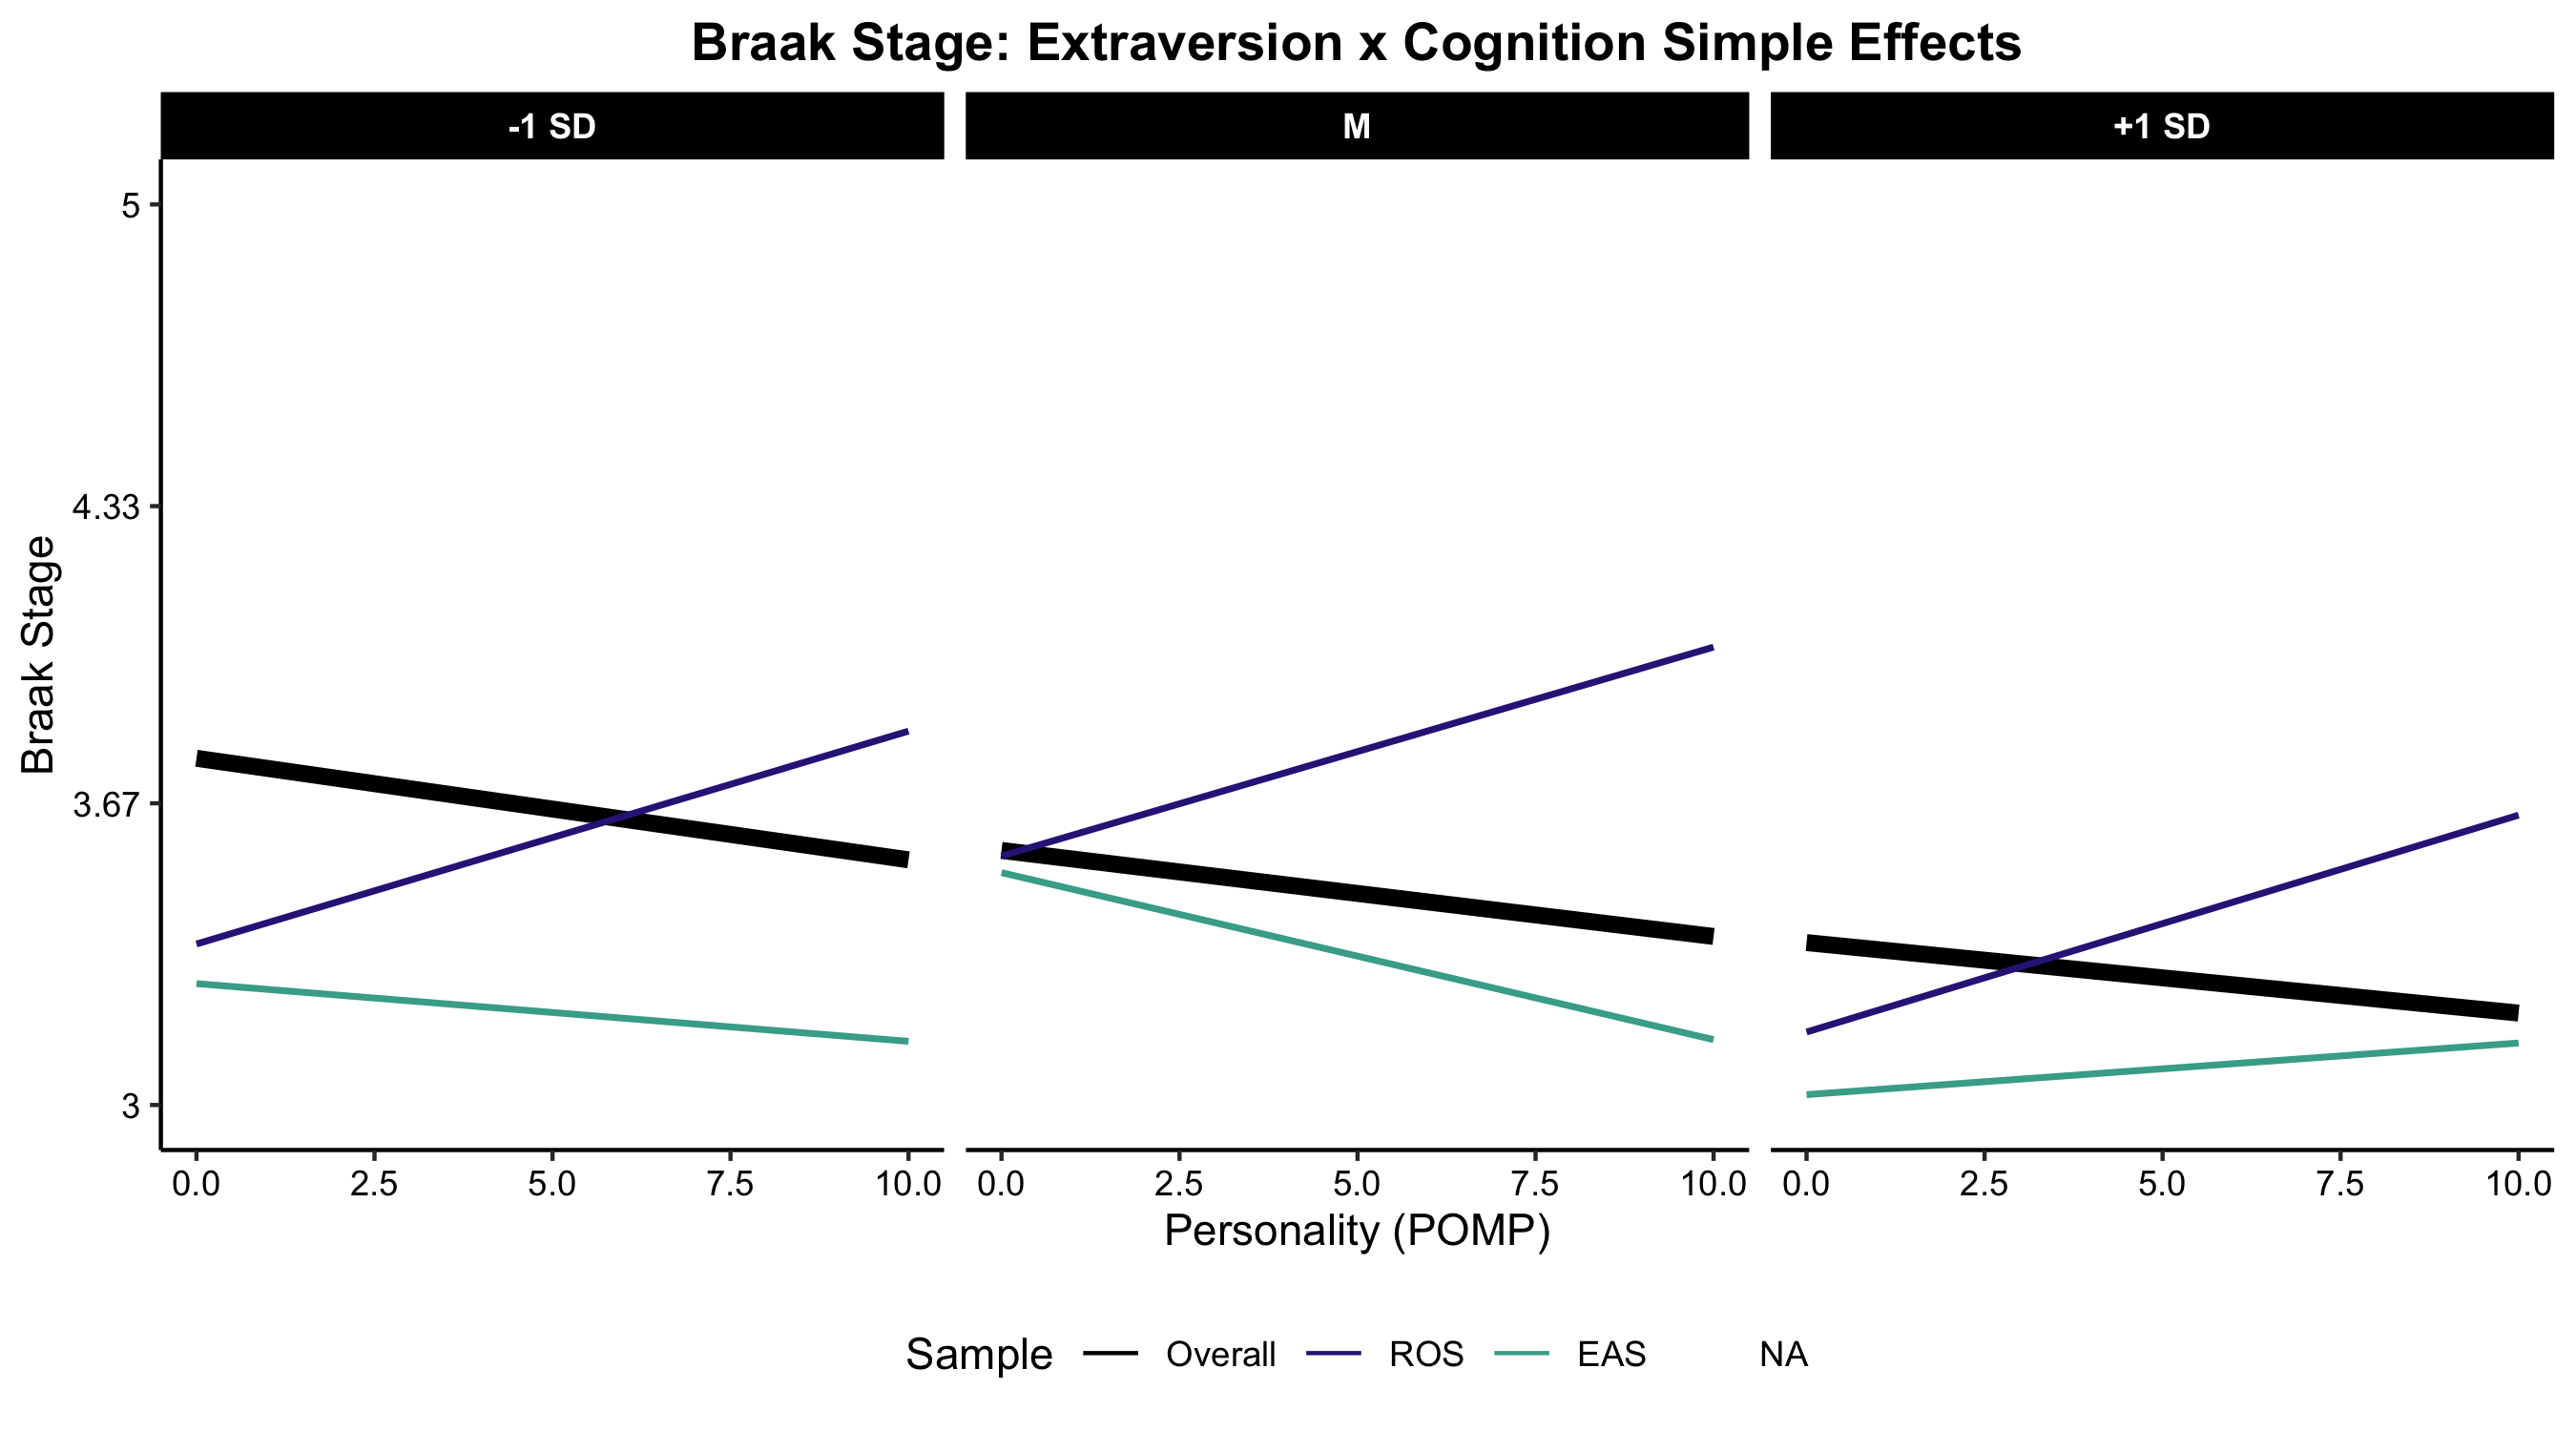 Braak Stage: Extraversion x Cognition Simple Effects
-1 SD M +1 SD
5
4.33
3.67
3
Braak Stage
0.0 2.5 5.0 7.5 10.0 0.0 2.5 5.0 7.5 10.0 0.0 2.5 5.0 7.5 10.0
Personality (POMP)
Sample Overall ROS EAS NA